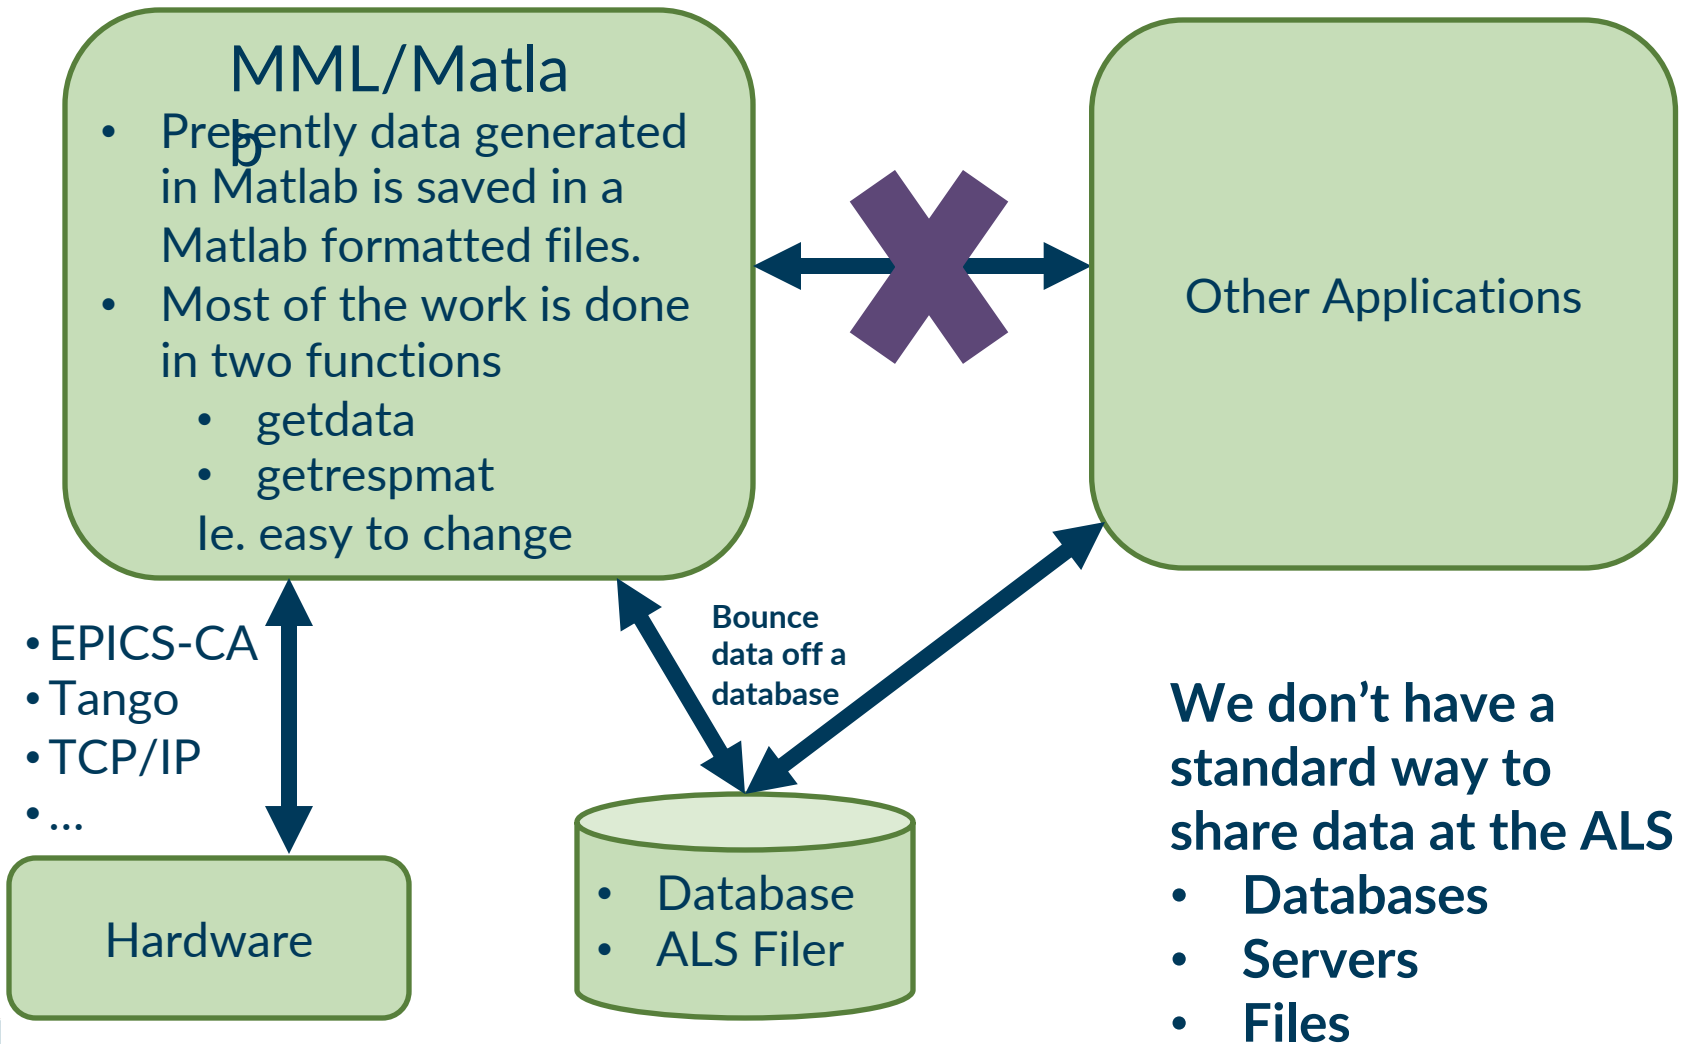 MML/Matla
b
• Presently data generated
in Matlab is saved in a
Matlab formatted files.
• Most of the work is done
in two functions
• getdata
• getrespmat
Ie. easy to change
Other Applications
• EPICS-CA
• Tango
• TCP/IP
• ...
Bounce
data off a
database
Hardware
• Database
• ALS Filer
We don’t have a
standard way to
share data at the ALS
• Databases
• Servers
• Files